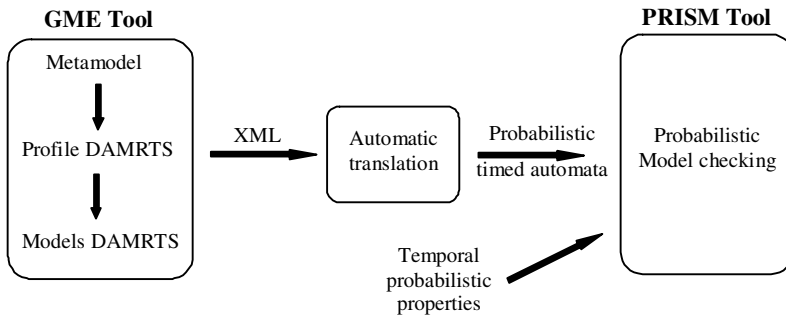 GME Tool
Metamodel
Profile DAMRTS
Models DAMRTS
XML
Automatic
translation
Probabilistic
timed automata
Temporal
probabilistic
properties
PRISM Tool
Probabilistic
Model checking